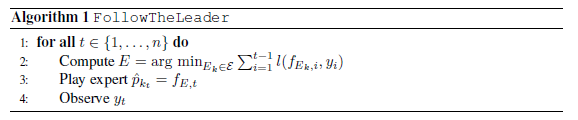 Algorithm 1 FollowTheLeader
1: for all t ∈ {1, . . . , n} do
2: Compute E = arg min_{E_k∈ℰ} ∑_{i=1}^{t−1} l(f_{E_k,i}, y_i)
3: Play expert p̂_{k_t} = f_{E,t}
4: Observe y_t